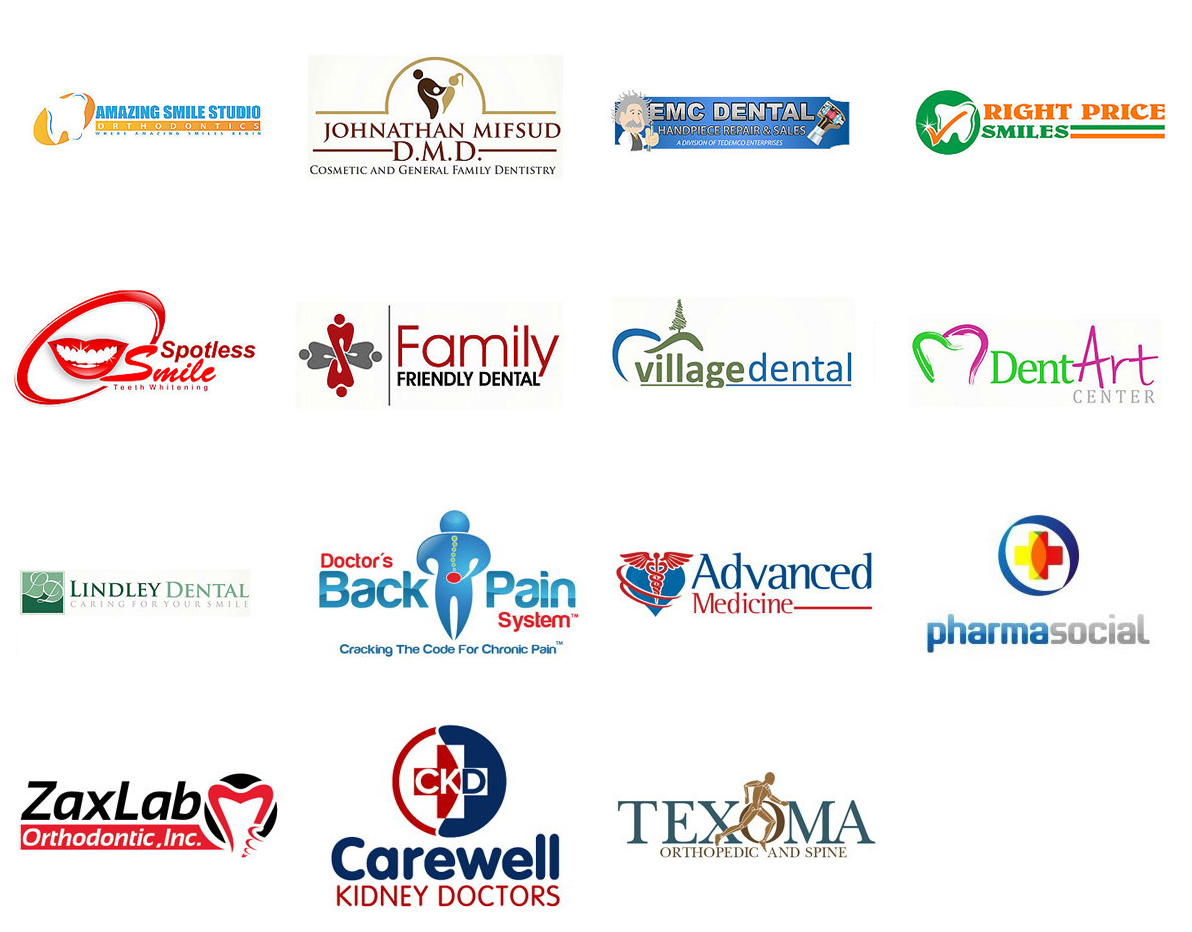 AMAZING SMILE STUDIO
ORTHODONTICS
WHERE AMAZING SMILES BEGIN
JOHNATHAN MIFSUD
D.M.D.
COSMETIC AND GENERAL FAMILY DENTISTRY
EMC DENTAL
HANDPIECE REPAIR & SALES
A DIVISION OF TEDEMCO ENTERPRISES
RIGHT PRICE
SMILES
Spotless
Smile
Teeth Whitening
Family
FRIENDLY DENTAL
villagedental
DentArt
CENTER
LD
LINDLEY DENTAL
CARING FOR YOUR SMILE
Doctor's
Back Pain
System™
Cracking The Code For Chronic Pain™
Advanced
Medicine
pharmasocial
ZaxLab
Orthodontic,Inc.
CKD
Carewell
KIDNEY DOCTORS
TEXOMA
ORTHOPEDIC AND SPINE